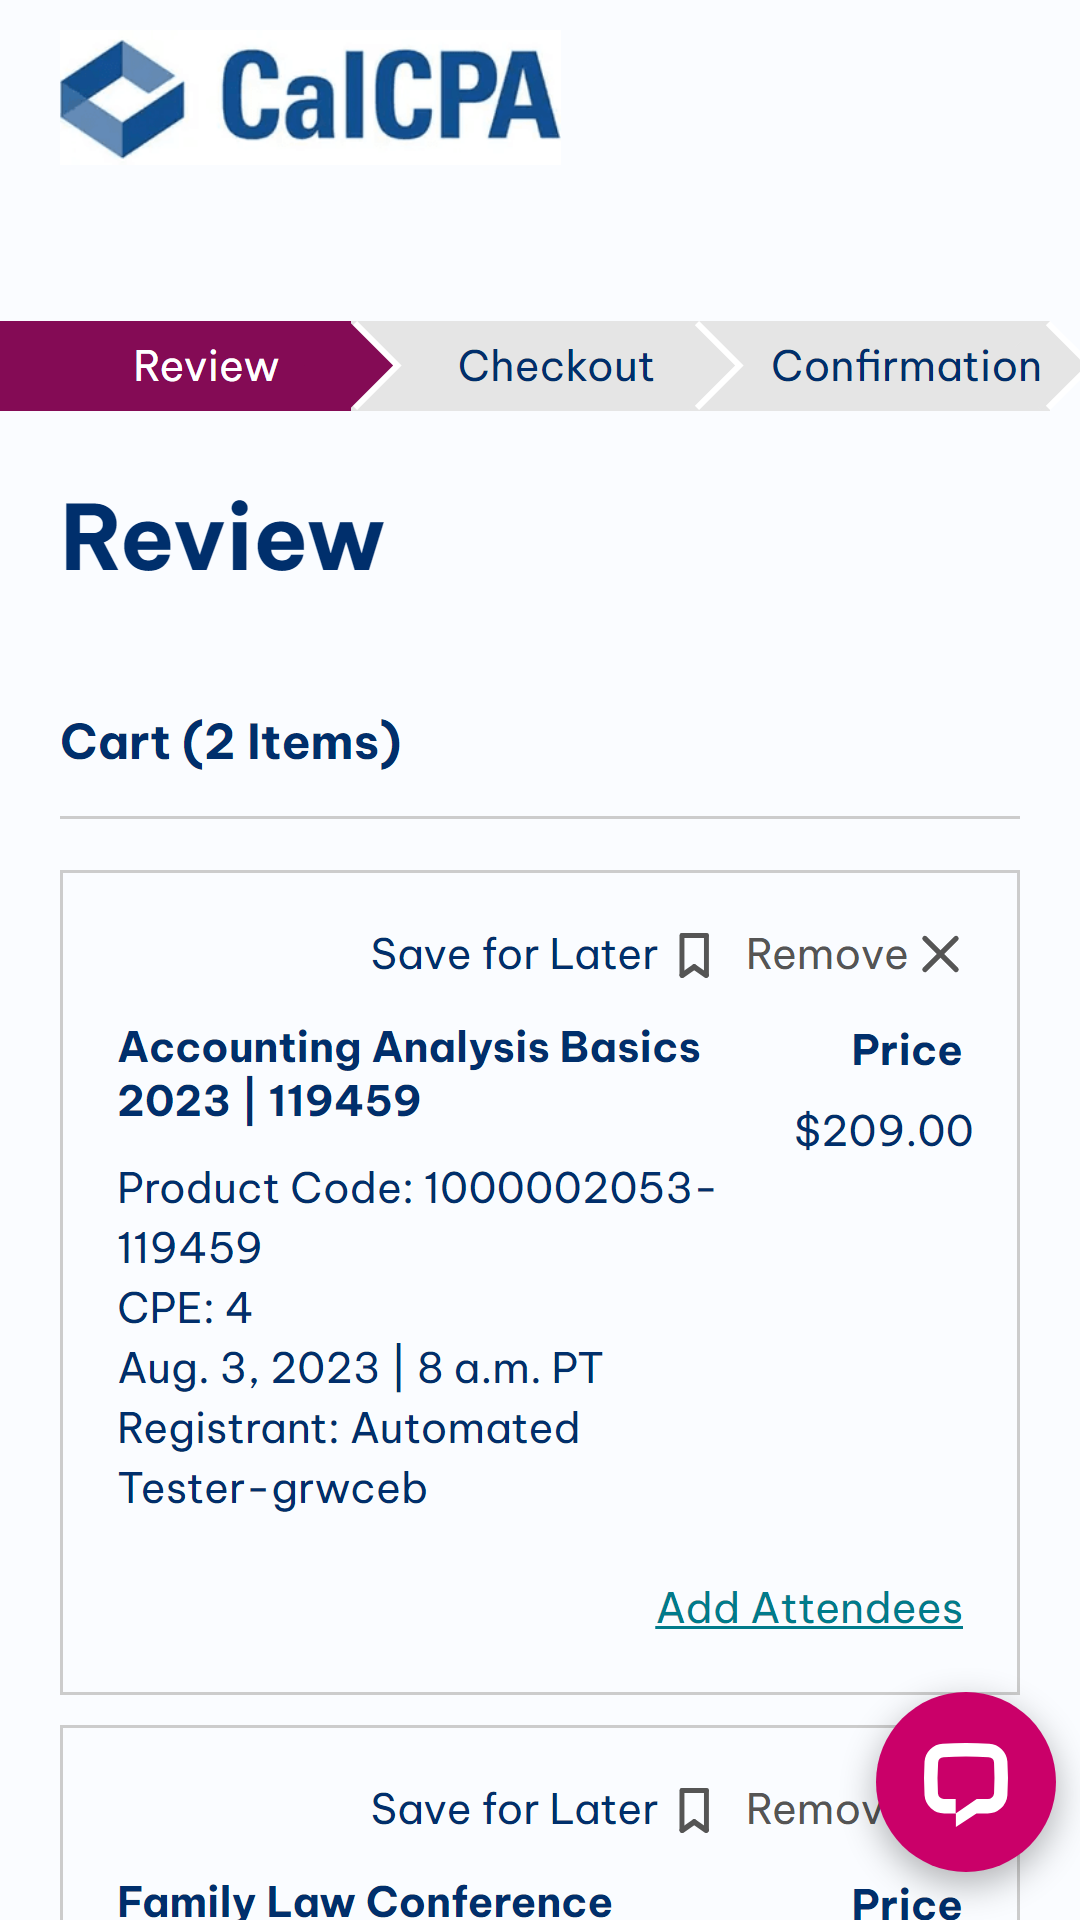 CalCPA
Review
Checkout
Confirmation
Review
Cart (2 Items)
Save for Later
Remove
Accounting Analysis Basics
2023 | 119459
Price
$209.00
Product Code: 1000002053-
119459
CPE: 4
Aug. 3, 2023 | 8 a.m. PT
Registrant: Automated
Tester-grwceb
Add Attendees
Save for Later
Remov
Family Law Conference
Price